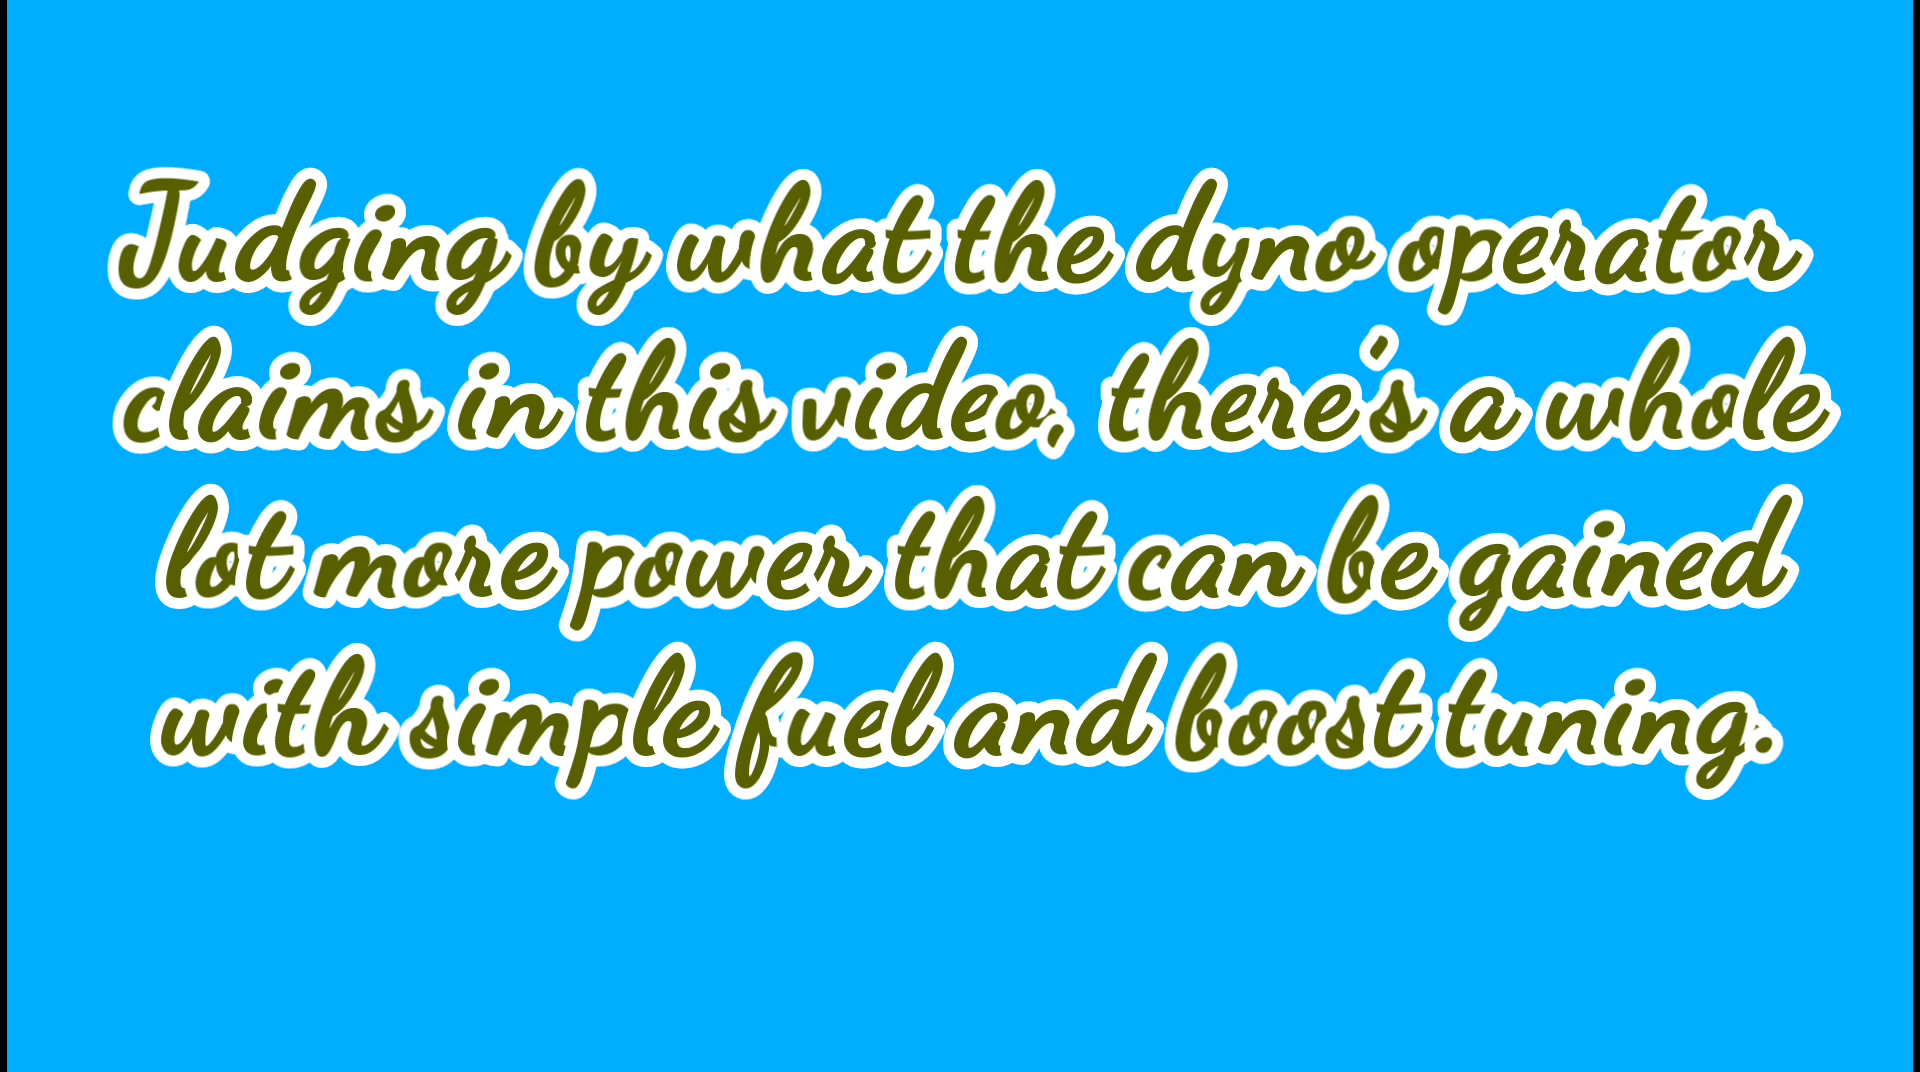 Judging by what the dyno operator
claims in this video, there's a whole
lot more power that can be gained
with simple fuel and boost tuning.